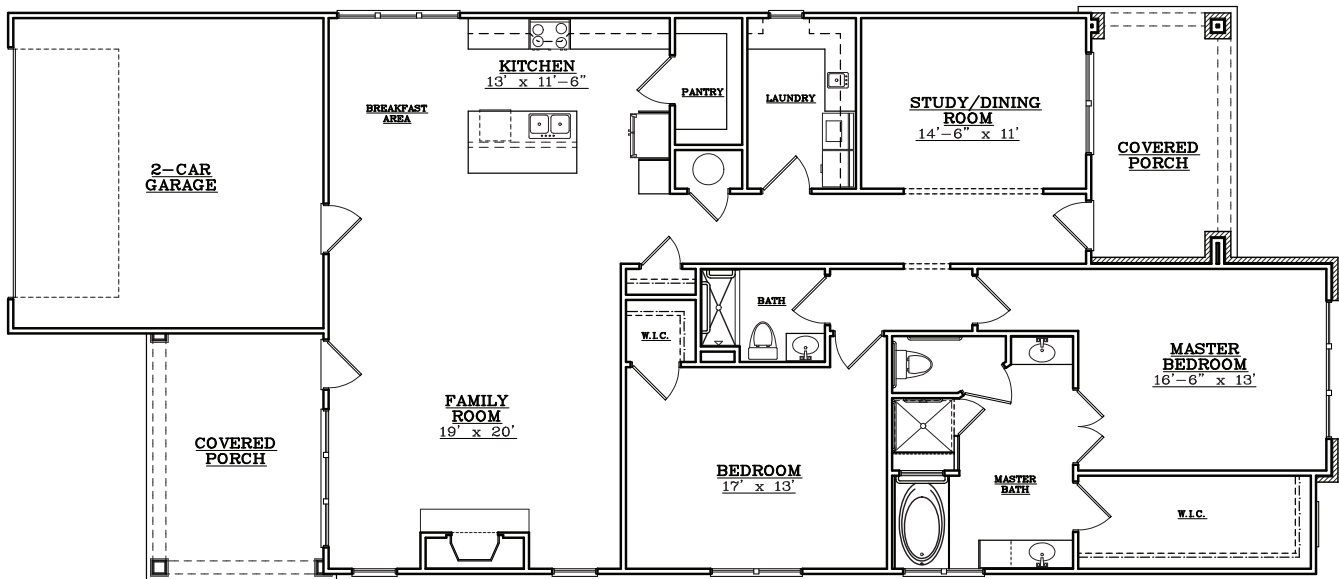 KITCHEN
13' x 11'-6"
BREAKFAST
AREA
PANTRY
LAUNDRY
STUDY/DINING
ROOM
14'-6" x 11'
COVERED
PORCH
2-CAR
GARAGE
BATH
W.I.C.
MASTER
BEDROOM
16'-6" x 13'
FAMILY
ROOM
19' x 20'
COVERED
PORCH
BEDROOM
17' x 13'
MASTER
BATH
W.I.C.